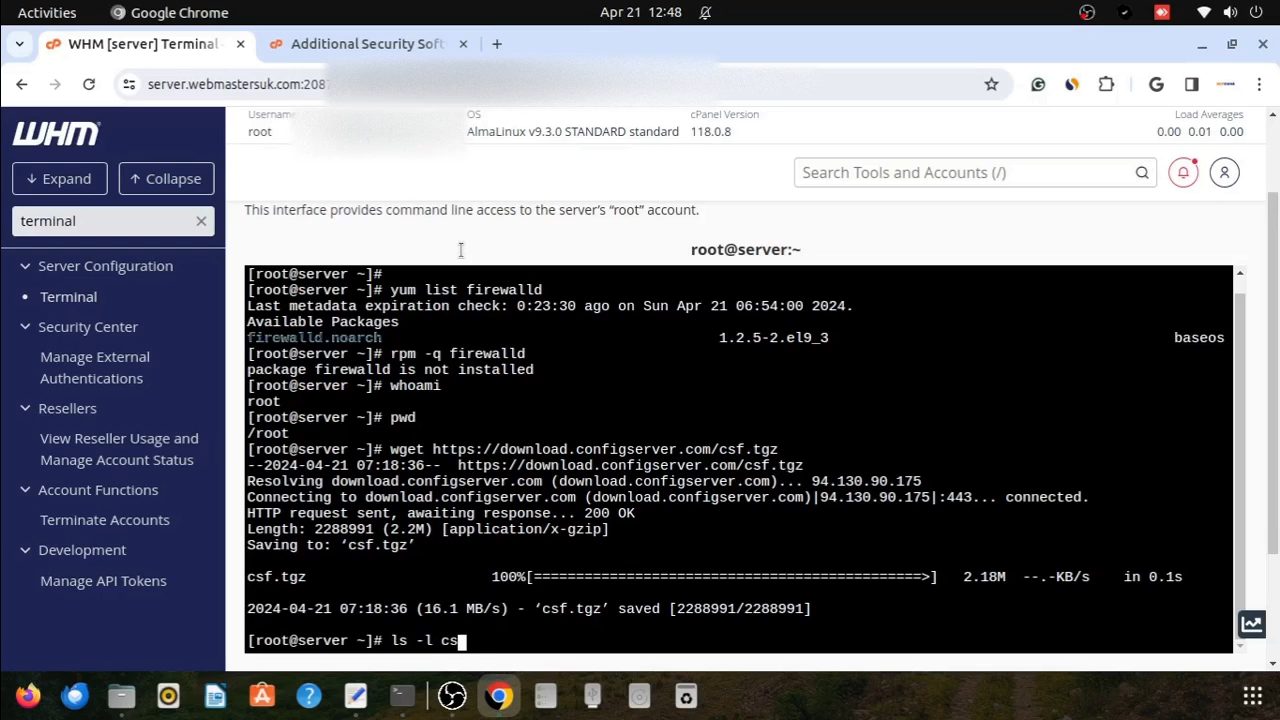 Activities
Google Chrome
Apr 21 12:48
WHM [server] Terminal
Additional Security Soft
server.webmastersuk.com:2087
WHM
Expand
Collapse
terminal
Server Configuration
Terminal
Security Center
Manage External
Authentications
Resellers
View Reseller Usage and
Manage Account Status
Account Functions
Terminate Accounts
Development
Manage API Tokens
Username
OS
cPanel Version
Load Averages
root
AlmaLinux v9.3.0 STANDARD standard
118.0.8
0.00 0.01 0.00
Search Tools and Accounts (/)
This interface provides command line access to the server’s “root” account.
root@server:~
[root@server ~]#
[root@server ~]# yum list firewalld
Last metadata expiration check: 0:23:30 ago on Sun Apr 21 06:54:00 2024.
Available Packages
firewalld.noarch 1.2.5-2.el9_3 baseos
[root@server ~]# rpm -q firewalld
package firewalld is not installed
[root@server ~]# whoami
root
[root@server ~]# pwd
/root
[root@server ~]# wget https://download.configserver.com/csf.tgz
--2024-04-21 07:18:36-- https://download.configserver.com/csf.tgz
Resolving download.configserver.com (download.configserver.com)... 94.130.90.175
Connecting to download.configserver.com (download.configserver.com)|94.130.90.175|:443... connected.
HTTP request sent, awaiting response... 200 OK
Length: 2288991 (2.2M) [application/x-gzip]
Saving to: ‘csf.tgz’
csf.tgz 100%[=============================================>] 2.18M --.-KB/s in 0.1s
2024-04-21 07:18:36 (16.1 MB/s) - ‘csf.tgz’ saved [2288991/2288991]
[root@server ~]# ls -l cs